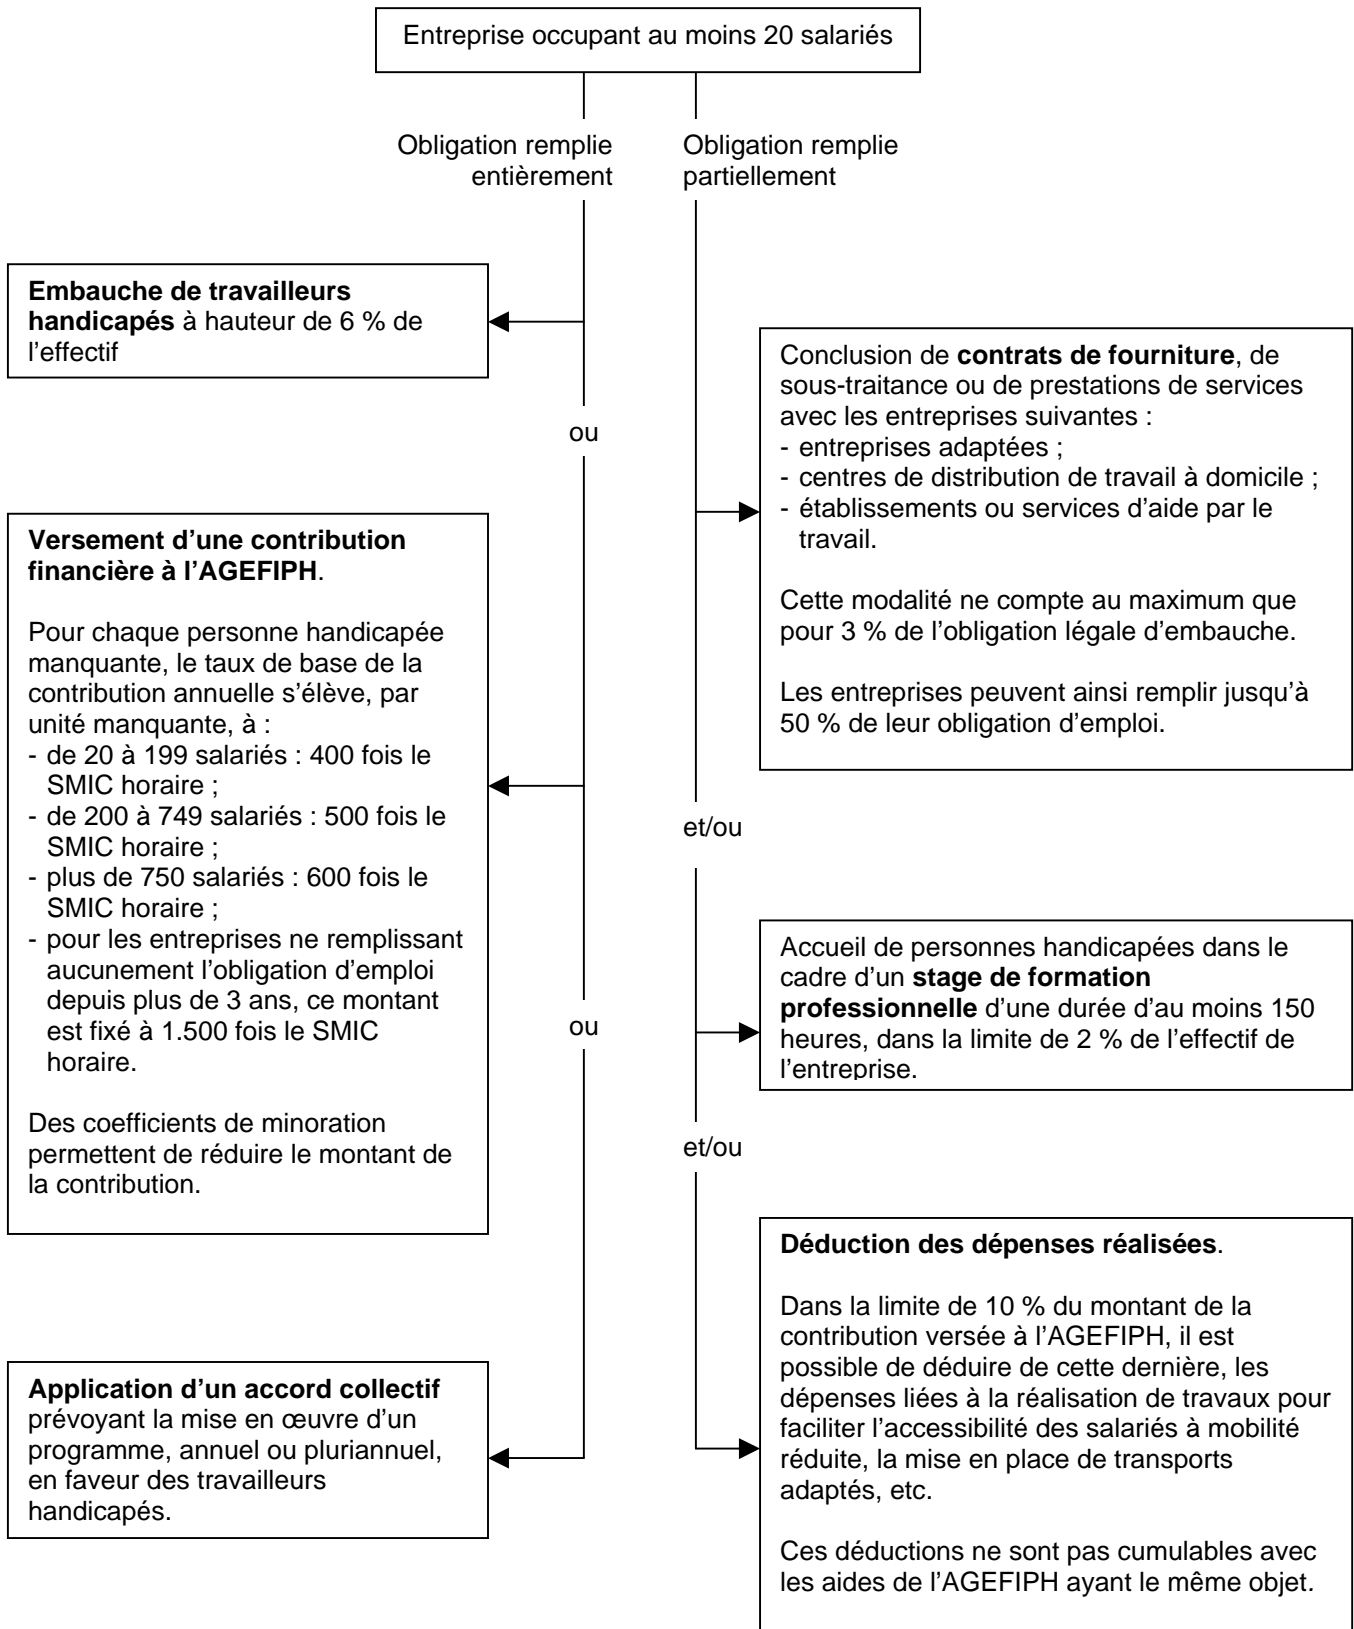 Entreprise occupant au moins 20 salariés
Obligation remplie
entièrement
Obligation remplie
partiellement
Embauche de travailleurs
handicapés à hauteur de 6 % de
l’effectif
ou
Versement d’une contribution
financière à l’AGEFIPH.
Pour chaque personne handicapée
manquante, le taux de base de la
contribution annuelle s’élève, par
unité manquante, à :
- de 20 à 199 salariés : 400 fois le
SMIC horaire ;
- de 200 à 749 salariés : 500 fois le
SMIC horaire ;
- plus de 750 salariés : 600 fois le
SMIC horaire ;
- pour les entreprises ne remplissant
aucunement l’obligation d’emploi
depuis plus de 3 ans, ce montant
est fixé à 1.500 fois le SMIC
horaire.
Des coefficients de minoration
permettent de réduire le montant de
la contribution.
ou
Application d’un accord collectif
prévoyant la mise en œuvre d’un
programme, annuel ou pluriannuel,
en faveur des travailleurs
handicapés.
Conclusion de contrats de fourniture, de
sous-traitance ou de prestations de services
avec les entreprises suivantes :
- entreprises adaptées ;
- centres de distribution de travail à domicile ;
- établissements ou services d’aide par le
travail.
Cette modalité ne compte au maximum que
pour 3 % de l’obligation légale d’embauche.
Les entreprises peuvent ainsi remplir jusqu’à
50 % de leur obligation d’emploi.
et/ou
Accueil de personnes handicapées dans le
cadre d’un stage de formation
professionnelle d’une durée d’au moins 150
heures, dans la limite de 2 % de l’effectif de
l’entreprise.
et/ou
Déduction des dépenses réalisées.
Dans la limite de 10 % du montant de la
contribution versée à l’AGEFIPH, il est
possible de déduire de cette dernière, les
dépenses liées à la réalisation de travaux pour
faciliter l’accessibilité des salariés à mobilité
réduite, la mise en place de transports
adaptés, etc.
Ces déductions ne sont pas cumulables avec
les aides de l’AGEFIPH ayant le même objet.